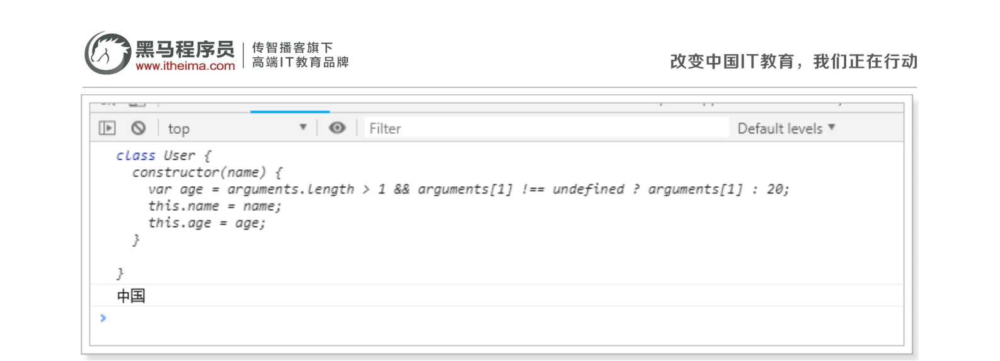 黑马程序员
www.itheima.com
传智播客旗下
高端IT教育品牌
改变中国IT教育，我们正在行动
top
Filter
Default levels
class User {
constructor(name) {
var age = arguments.length > 1 && arguments[1] !== undefined ? arguments[1] : 20;
this.name = name;
this.age = age;
}
}
中国